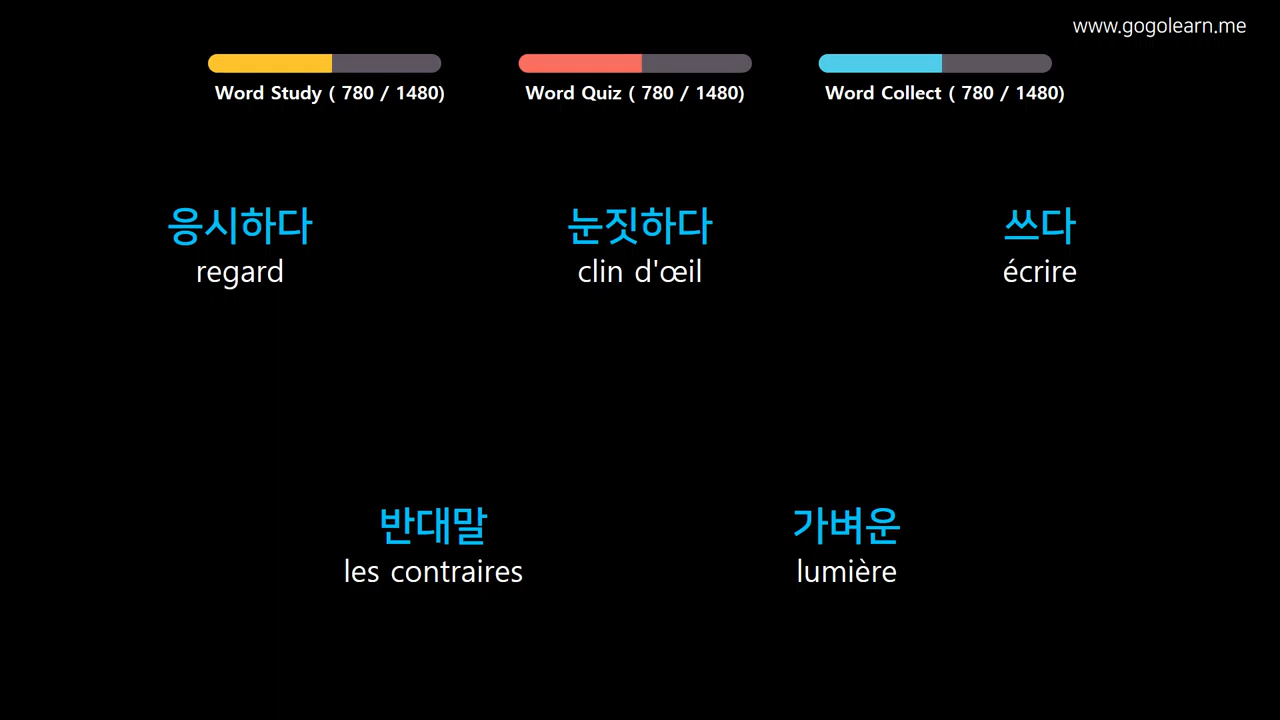 www.gogolearn.me
Word Study ( 780 / 1480)
Word Quiz ( 780 / 1480)
Word Collect ( 780 / 1480)
응시하다
regard
눈짓하다
clin d'œil
쓰다
écrire
반대말
les contraires
가벼운
lumière